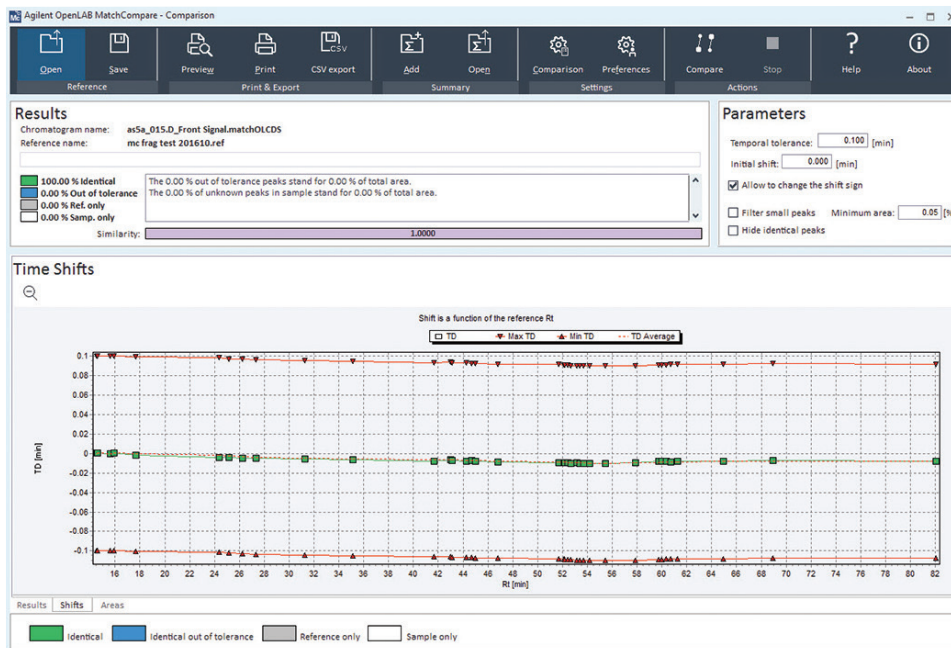 Mc Agilent OpenLAB MatchCompare - Comparison
Open Save Preview Print CSV export Add Open Comparison Preferences Compare Stop Help About
Reference Print & Export Summary Settings Actions
Results
Chromatogram name: as5a_015.D_Front Signal.matchOLCDS
Reference name: mc frag test 201610.ref
100.00 % Identical
0.00 % Out of tolerance
0.00 % Ref. only
0.00 % Samp. only
The 0.00 % out of tolerance peaks stand for 0.00 % of total area.
The 0.00 % of unknown peaks in sample stand for 0.00 % of total area.
Similarity: 1.0000
Parameters
Temporal tolerance: 0.100 [min]
Initial shift: 0.000 [min]
Allow to change the shift sign
Filter small peaks Minimum area: 0.05 [%
Hide identical peaks
Time Shifts
Shift is a function of the reference Rt
TD Max TD Min TD TD Average
0.1
0.08
0.06
0.04
0.02
0
-0.02
-0.04
-0.06
-0.08
-0.1
TD [min]
16 18 20 22 24 26 28 30 32 34 36 38 40 42 44 46 48 50 52 54 56 58 60 62 64 66 68 70 72 74 76 78 80 82
Rt [min]
Results Shifts Areas
Identical Identical out of tolerance Reference only Sample only